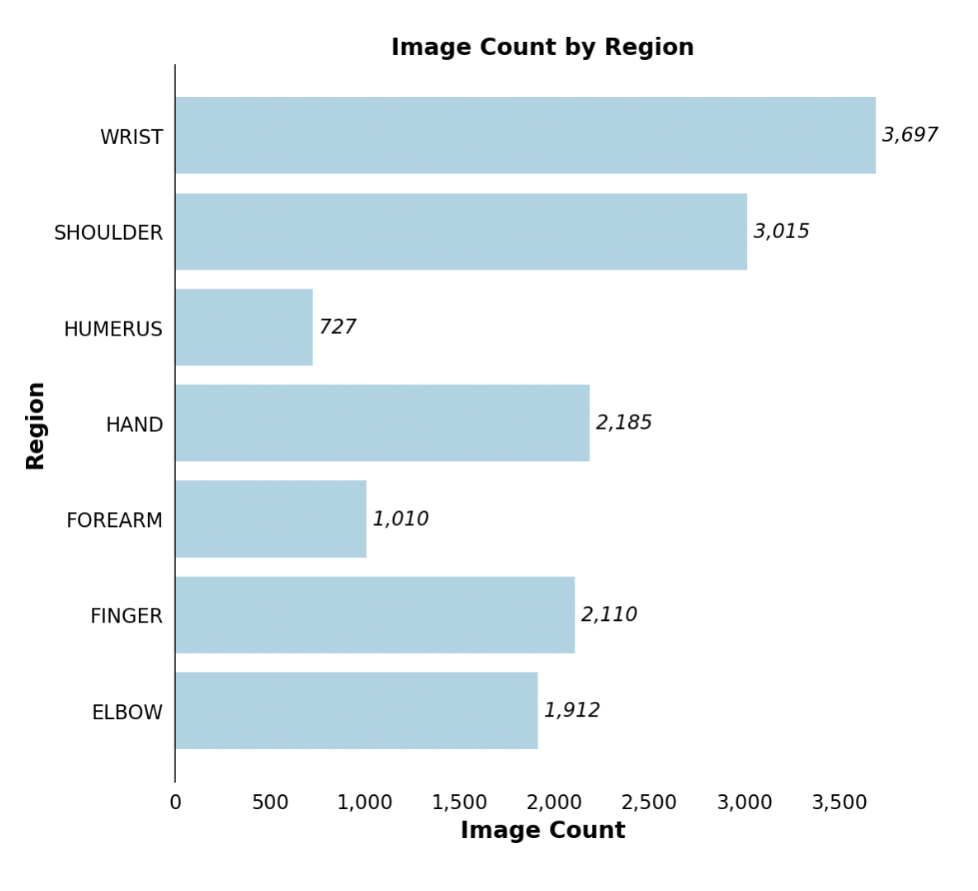 Image Count by Region
WRIST
3,697
SHOULDER
3,015
HUMERUS
727
HAND
2,185
FOREARM
1,010
FINGER
2,110
ELBOW
1,912
Region
0 500 1,000 1,500 2,000 2,500 3,000 3,500
Image Count